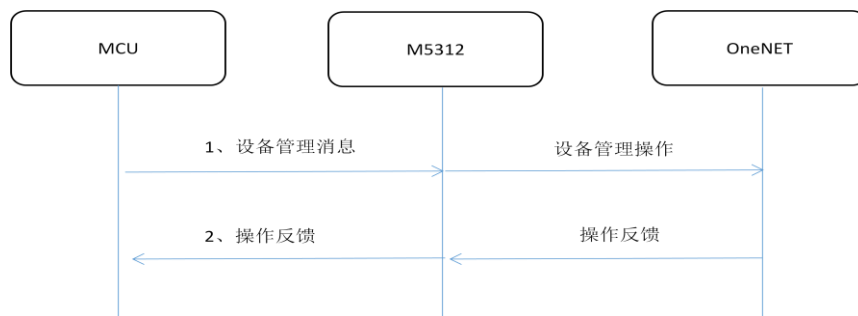 MCU
M5312
OneNET
1、设备管理消息
设备管理操作
2、操作反馈
操作反馈